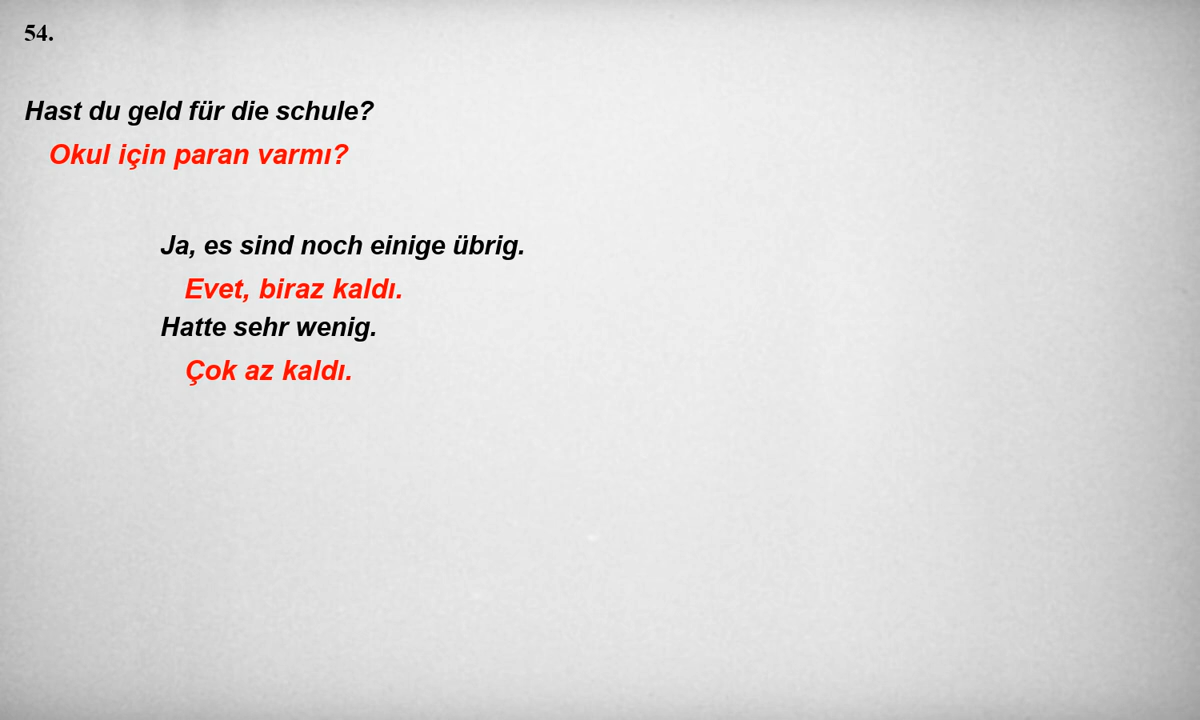 54.
Hast du geld für die schule?
Okul için paran varmı?
Ja, es sind noch einige übrig.
Evet, biraz kaldı.
Hatte sehr wenig.
Çok az kaldı.